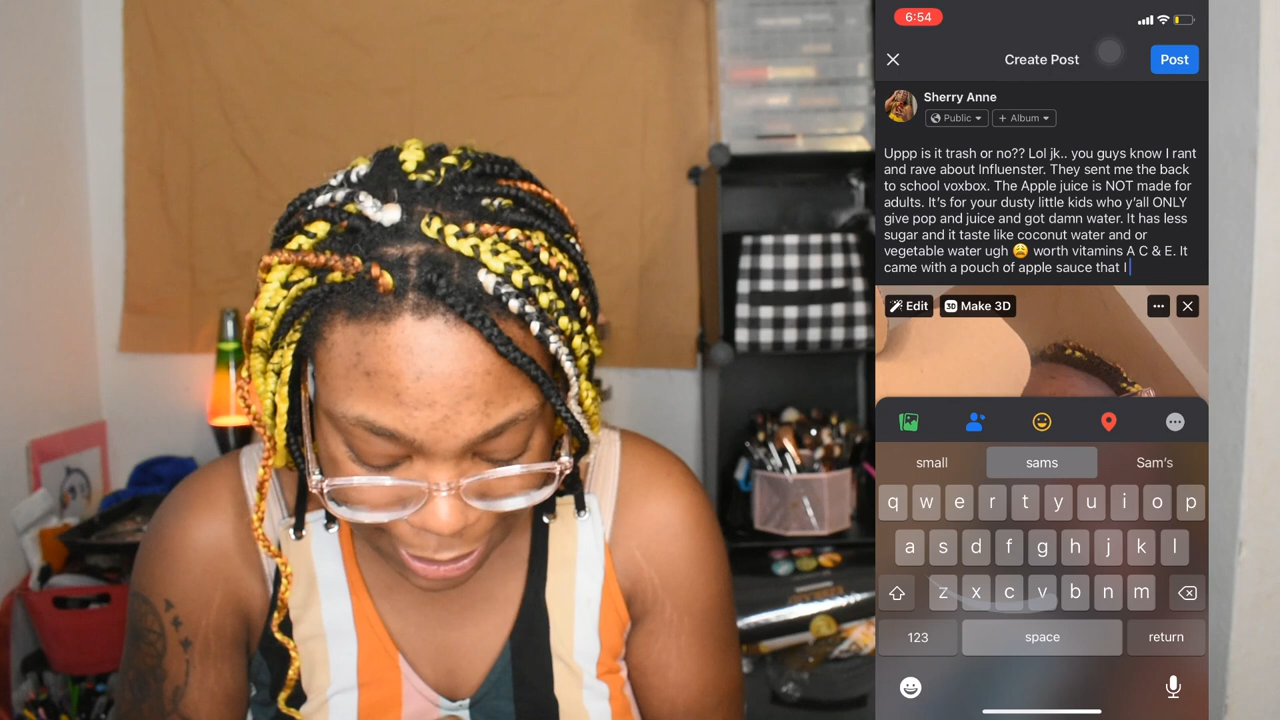 6:54
Create Post
Post
Sherry Anne
Public
+ Album
Uppp is it trash or no?? Lol jk.. you guys know I rant
and rave about Influenster. They sent me the back
to school voxbox. The Apple juice is NOT made for
adults. It's for your dusty little kids who y'all ONLY
give pop and juice and got damn water. It has less
sugar and it taste like coconut water and or
vegetable water ugh 😩 worth vitamins A C & E. It
came with a pouch of apple sauce that I
Edit
3D Make 3D
small sams Sam's
q w e r t y u i o p
a s d f g h j k l
z x c v b n m
123 space return